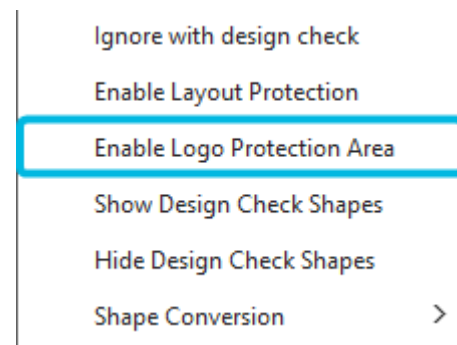 Ignore with design check
Enable Layout Protection
Enable Logo Protection Area
Show Design Check Shapes
Hide Design Check Shapes
Shape Conversion